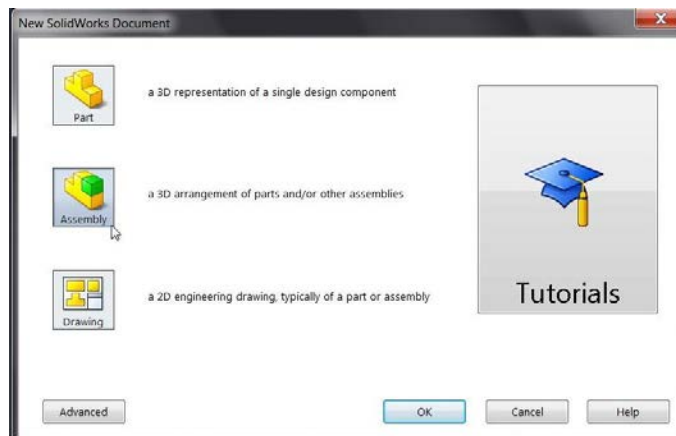 New SolidWorks Document
X
Part
a 3D representation of a single design component
Assembly
a 3D arrangement of parts and/or other assemblies
Drawing
a 2D engineering drawing, typically of a part or assembly
Tutorials
Advanced
OK
Cancel
Help